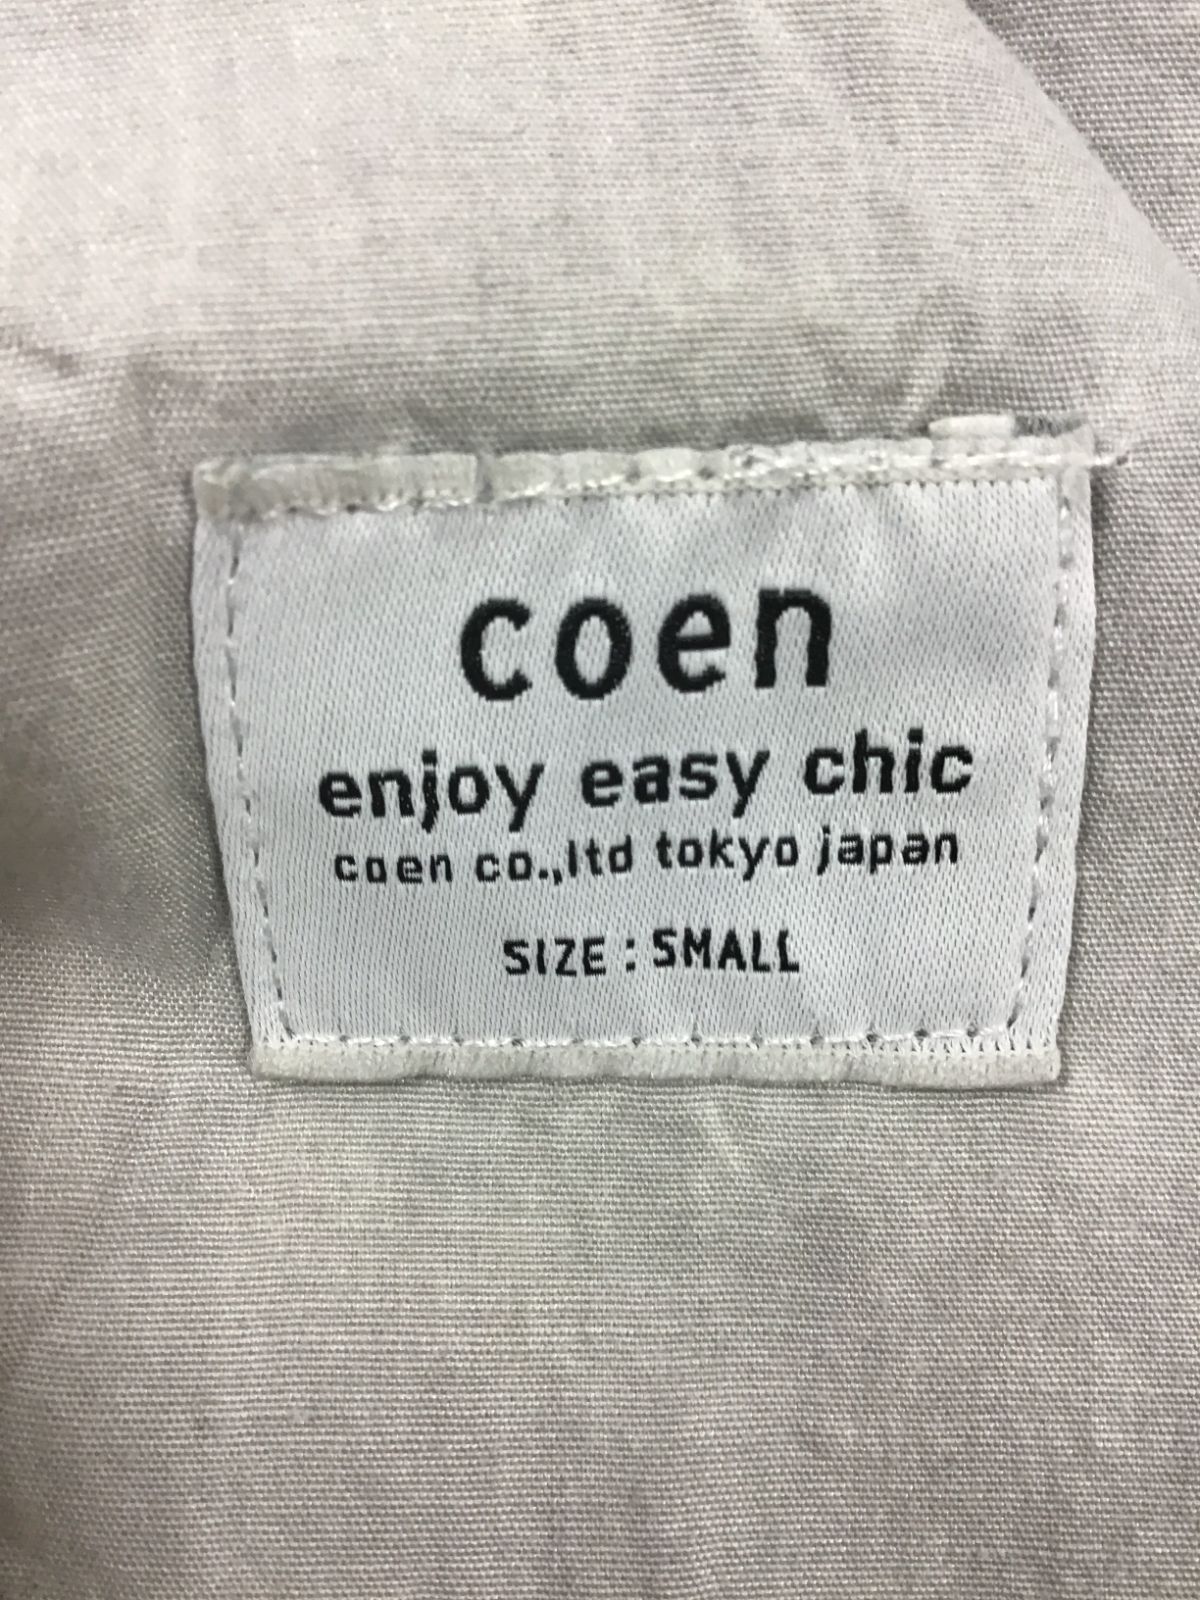 coen
enjoy easy chic
coen co.,ltd tokyo japan
SIZE : SMALL